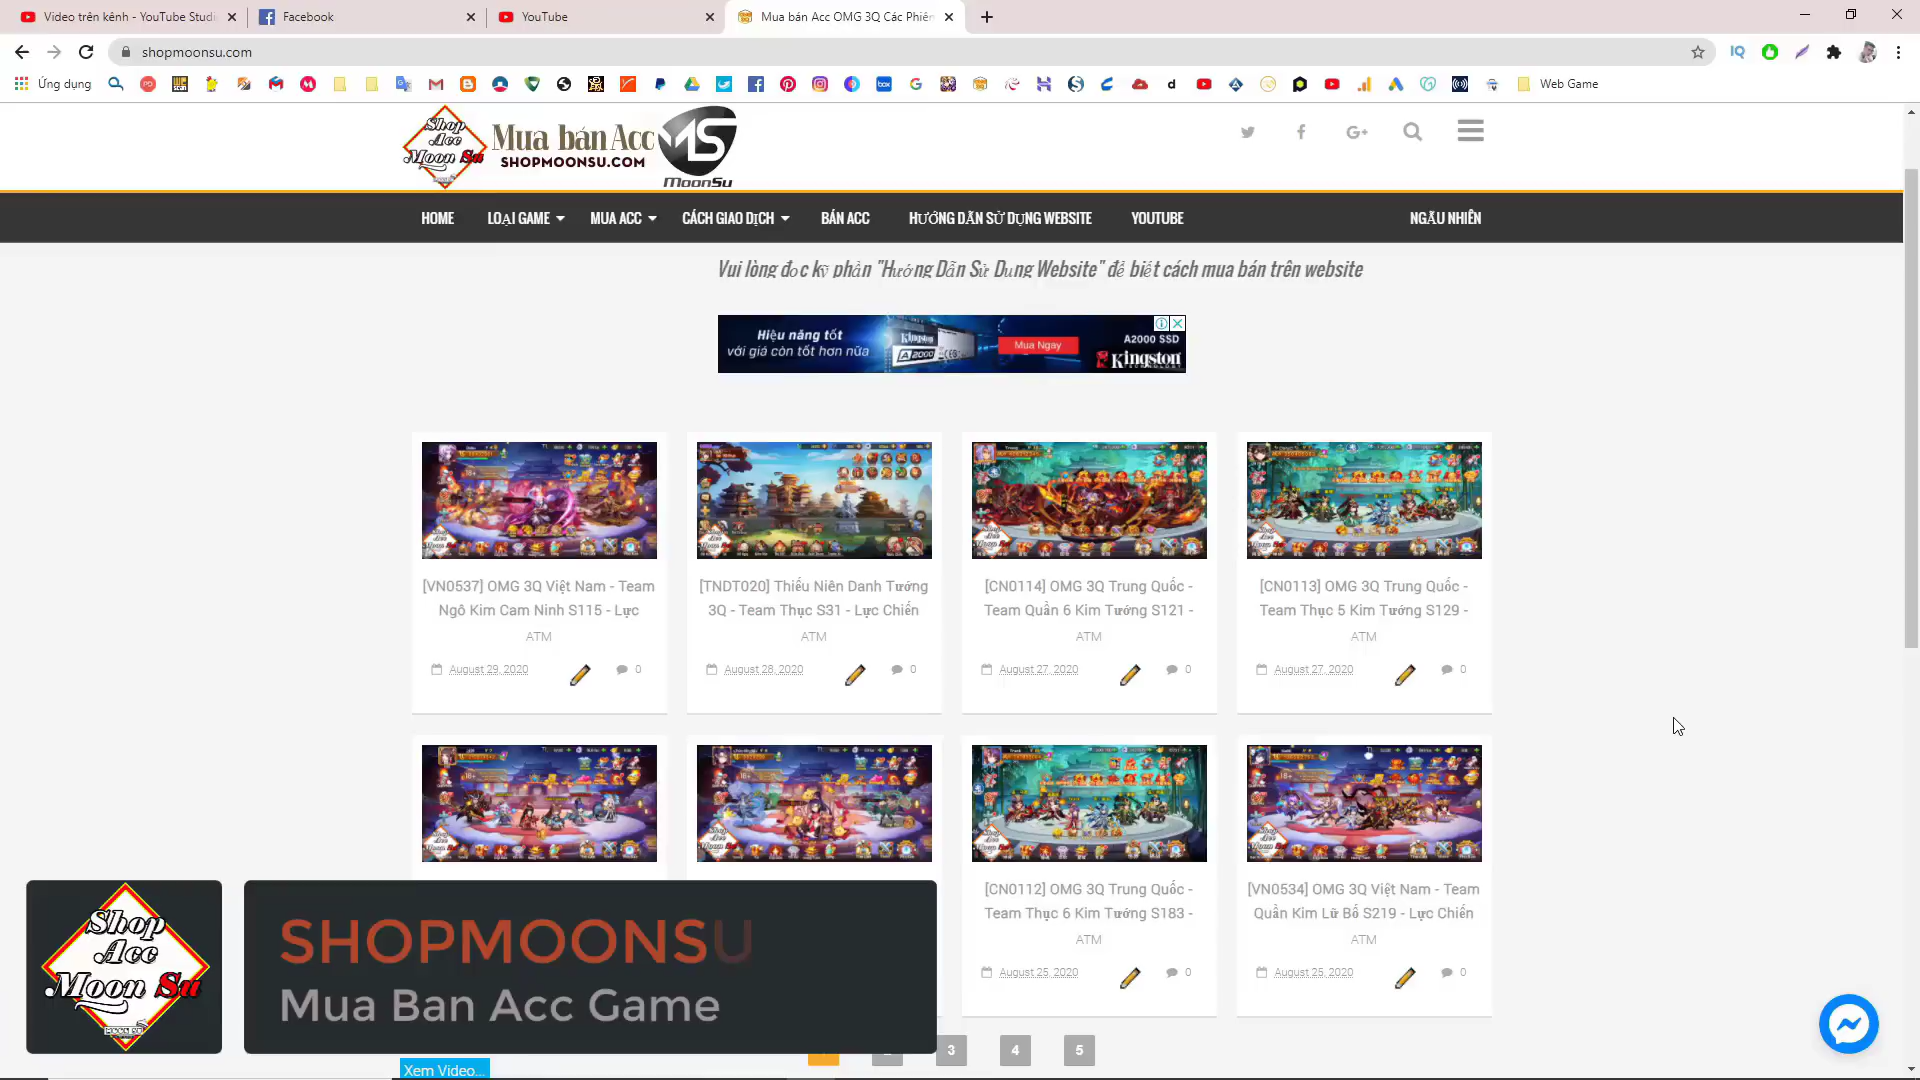 Video trên kênh - YouTube Studi
Facebook
YouTube
Mua bán Acc OMG 3Q Các Phiên
shopmoonsu.com
Ứng dụng
Web Game
Shop
Acc
Moon Su
Mua bán Acc
SHOPMOONSU.COM
MS
MoonSu
HOME
LOẠI GAME
MUA ACC
CÁCH GIAO DỊCH
BÁN ACC
HƯỚNG DẪN SỬ DỤNG WEBSITE
YOUTUBE
NGẪU NHIÊN
Vui lòng đọc kỹ phần "Hướng Dẫn Sử Dụng Website" để biết cách mua bán trên website
Hiệu năng tốt
với giá còn tốt hơn nữa
Kingston
A2000
Mua Ngay
A2000 SSD
Kingston
TECHNOLOGY
[VN0537] OMG 3Q Việt Nam - Team
Ngô Kim Cam Ninh S115 - Lực
ATM
August 29, 2020
0
[TNDT020] Thiếu Niên Danh Tướng
3Q - Team Thục S31 - Lực Chiến
ATM
August 28, 2020
0
[CN0114] OMG 3Q Trung Quốc -
Team Quần 6 Kim Tướng S121 -
ATM
August 27, 2020
0
[CN0113] OMG 3Q Trung Quốc -
Team Thục 5 Kim Tướng S129 -
ATM
August 27, 2020
0
[CN0112] OMG 3Q Trung Quốc -
Team Thục 6 Kim Tướng S183 -
ATM
August 25, 2020
0
[VN0534] OMG 3Q Việt Nam - Team
Quần Kim Lữ Bố S219 - Lực Chiến
ATM
August 25, 2020
0
Shop
Acc
Moon Su
SHOPMOONSU
Mua Ban Acc Game
3
4
5
Xem Video...